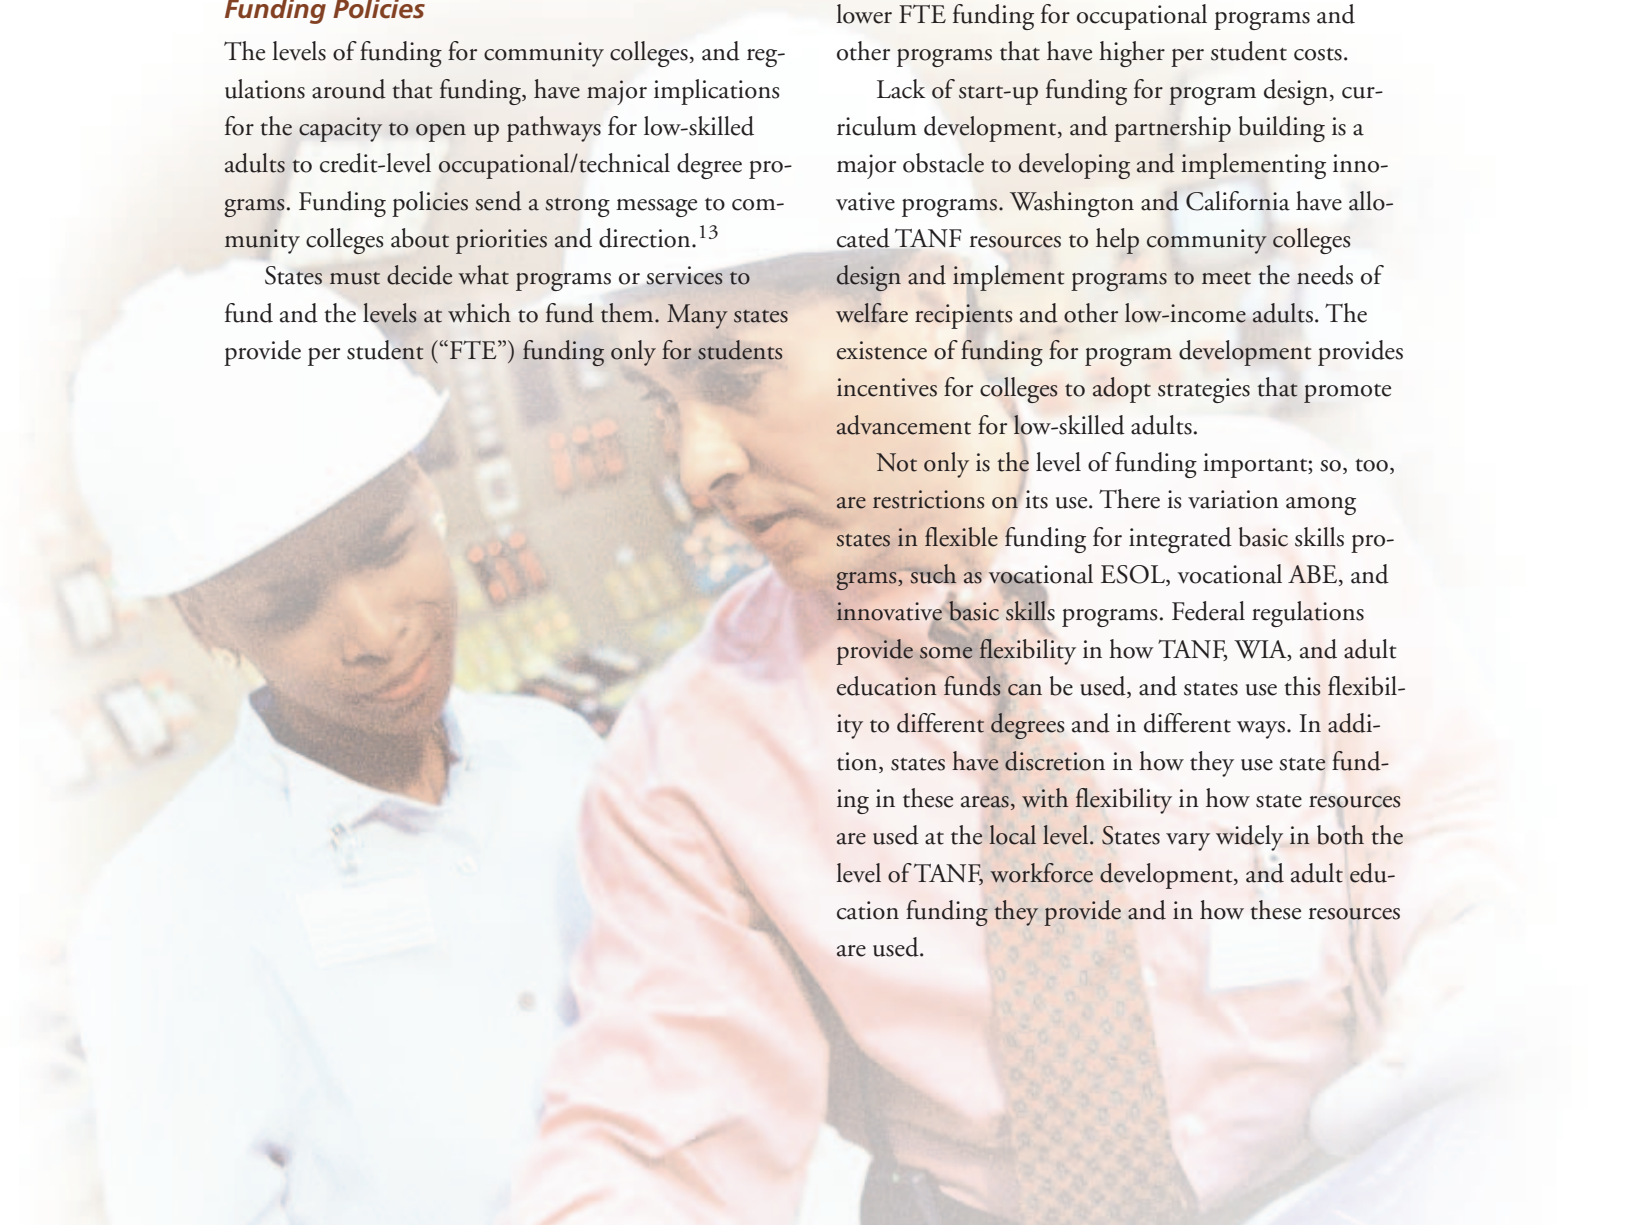 Funding Policies
The levels of funding for community colleges, and reg-
ulations around that funding, have major implications
for the capacity to open up pathways for low-skilled
adults to credit-level occupational/technical degree pro-
grams. Funding policies send a strong message to com-
munity colleges about priorities and direction.13
States must decide what programs or services to
fund and the levels at which to fund them. Many states
provide per student (“FTE”) funding only for students
lower FTE funding for occupational programs and
other programs that have higher per student costs.
Lack of start-up funding for program design, cur-
riculum development, and partnership building is a
major obstacle to developing and implementing inno-
vative programs. Washington and California have allo-
cated TANF resources to help community colleges
design and implement programs to meet the needs of
welfare recipients and other low-income adults. The
existence of funding for program development provides
incentives for colleges to adopt strategies that promote
advancement for low-skilled adults.
Not only is the level of funding important; so, too,
are restrictions on its use. There is variation among
states in flexible funding for integrated basic skills pro-
grams, such as vocational ESOL, vocational ABE, and
innovative basic skills programs. Federal regulations
provide some flexibility in how TANF, WIA, and adult
education funds can be used, and states use this flexibil-
ity to different degrees and in different ways. In addi-
tion, states have discretion in how they use state fund-
ing in these areas, with flexibility in how state resources
are used at the local level. States vary widely in both the
level of TANF, workforce development, and adult edu-
cation funding they provide and in how these resources
are used.